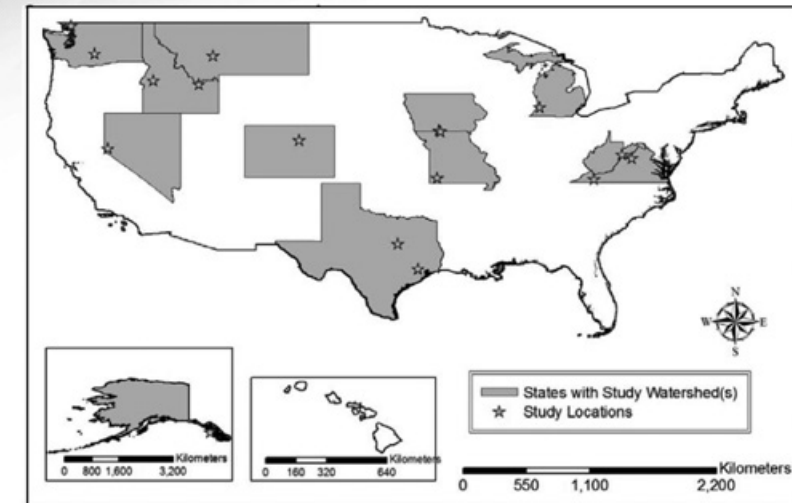 N
W E
S
States with Study Watershed(s)
Study Locations
Kilometers
0 800 1,600 3,200
Kilometers
0 160 320 640
Kilometers
0 550 1,100 2,200